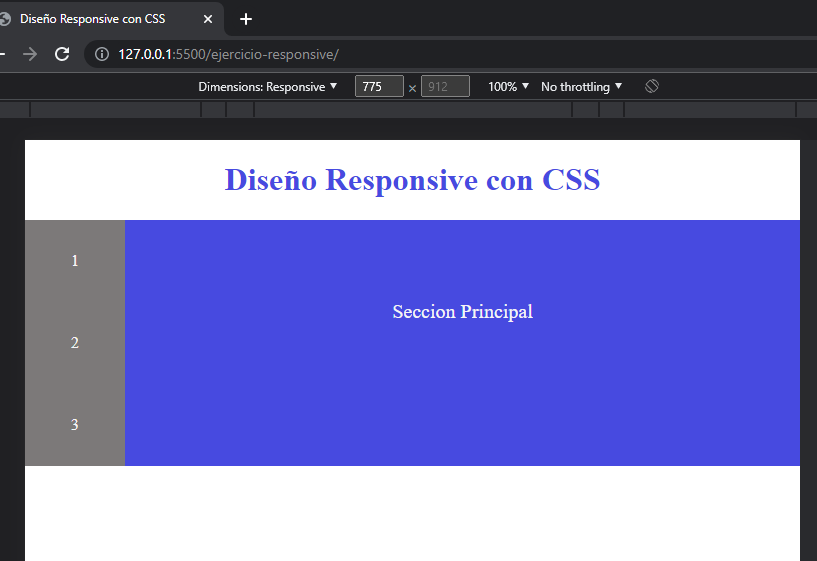 Diseño Responsive con CSS
127.0.0.1:5500/ejercicio-responsive/
Dimensions: Responsive 775 × 912 100% No throttling
Diseño Responsive con CSS
1
Seccion Principal
2
3